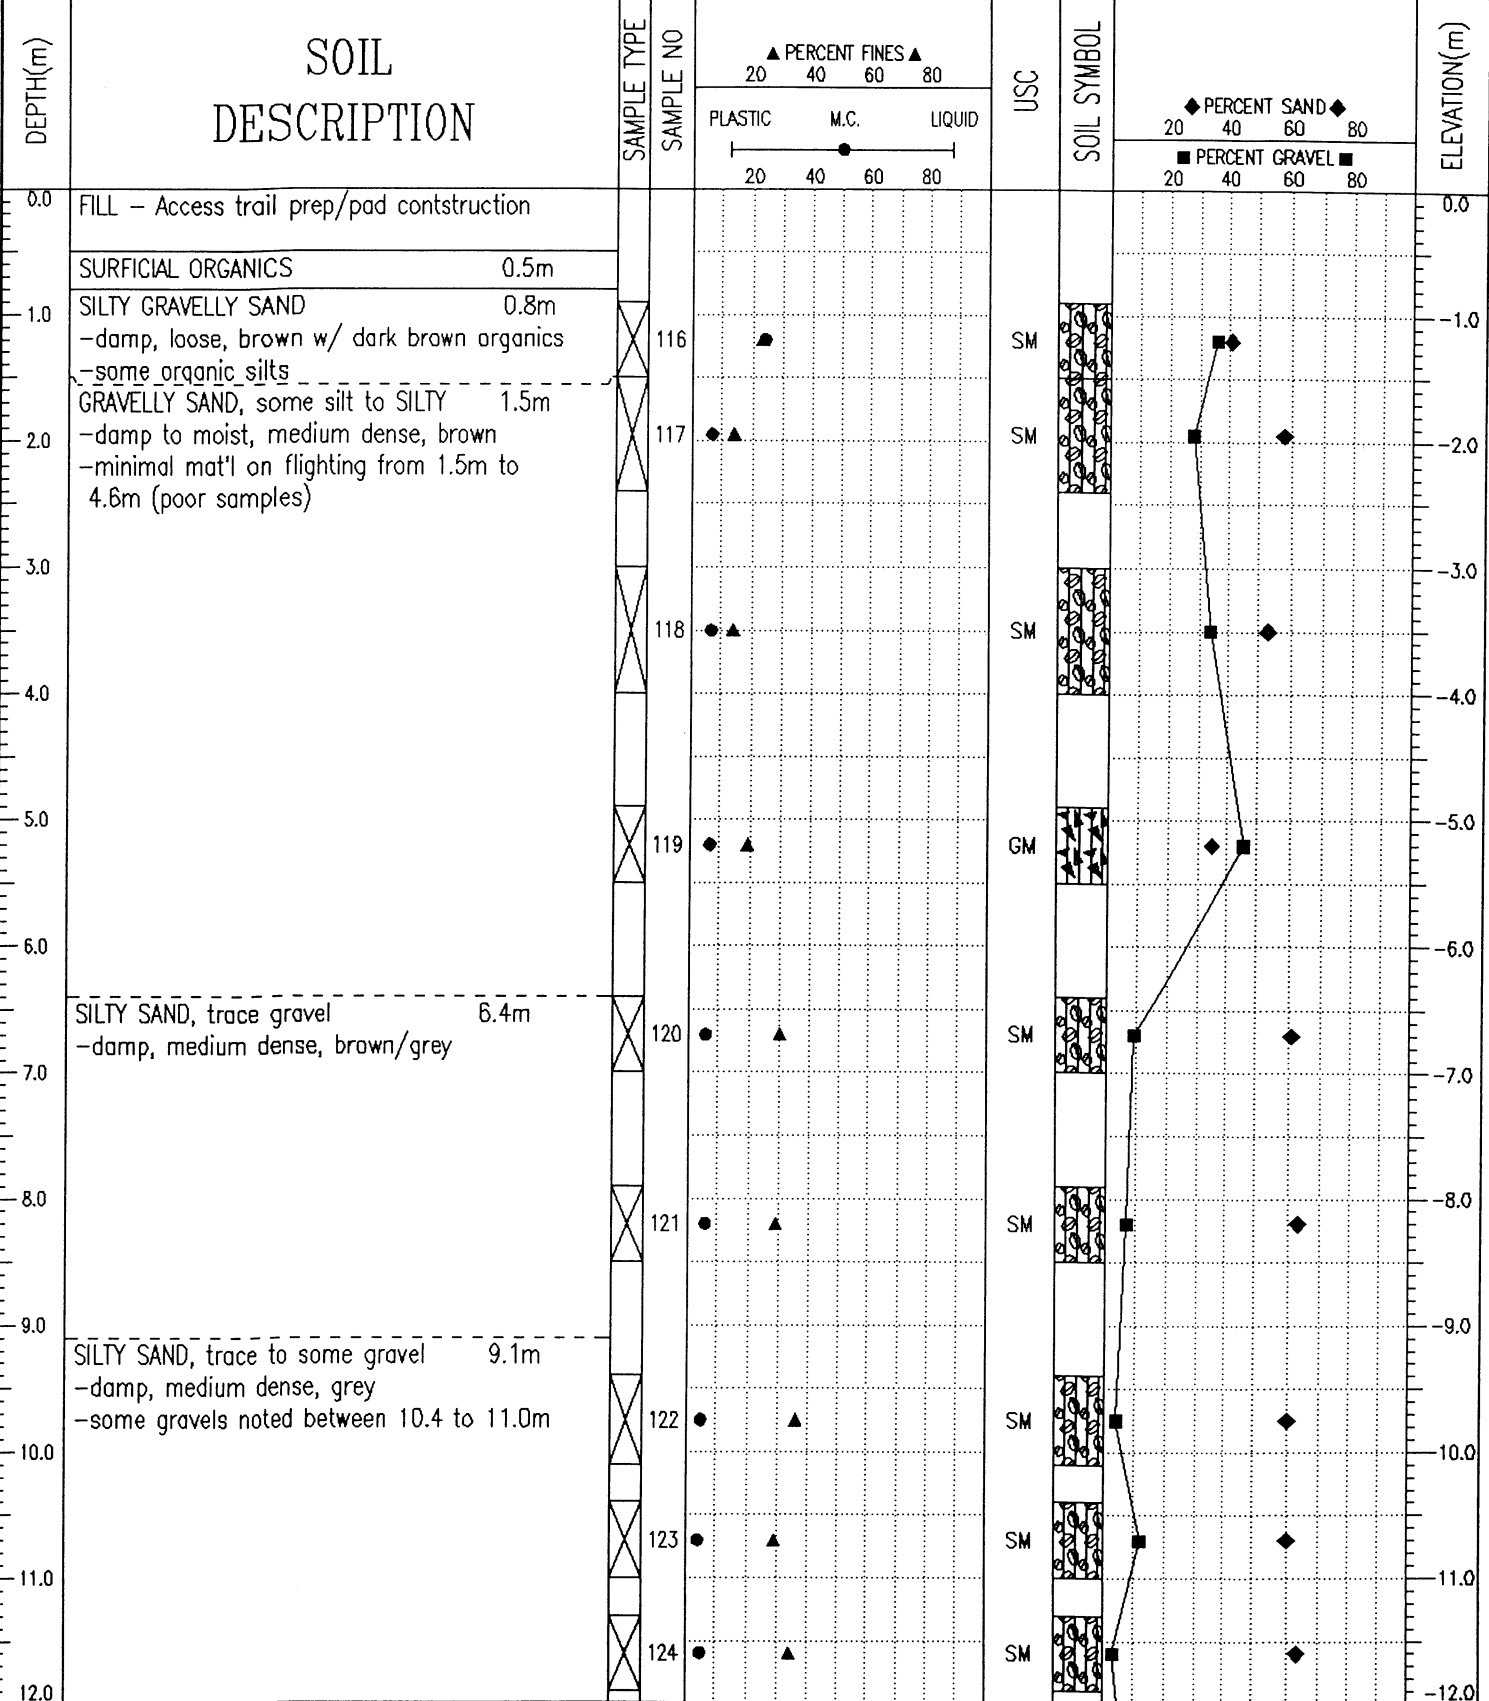 DEPTH(m)
SOIL
DESCRIPTION
SAMPLE TYPE
SAMPLE NO
▲ PERCENT FINES ▲
20 40 60 80
PLASTIC M.C. LIQUID
20 40 60 80
USC
SOIL SYMBOL
◆ PERCENT SAND ◆
20 40 60 80
■ PERCENT GRAVEL ■
20 40 60 80
ELEVATION(m)
0.0 FILL – Access trail prep/pad contstruction 0.0
SURFICIAL ORGANICS 0.5m
SILTY GRAVELLY SAND 0.8m
1.0 -1.0
-damp, loose, brown w/ dark brown organics 116 SM
-some organic silts
GRAVELLY SAND, some silt to SILTY 1.5m
-damp to moist, medium dense, brown 117 SM
2.0 -2.0
-minimal mat'l on flighting from 1.5m to
4.6m (poor samples)
3.0 -3.0
118 SM
4.0 -4.0
5.0 -5.0
119 GM
6.0 -6.0
SILTY SAND, trace gravel 6.4m
120 SM
-damp, medium dense, brown/grey
7.0 -7.0
8.0 -8.0
121 SM
9.0 -9.0
SILTY SAND, trace to some gravel 9.1m
-damp, medium dense, grey
-some gravels noted between 10.4 to 11.0m 122 SM
10.0 -10.0
123 SM
11.0 -11.0
124 SM
12.0 -12.0